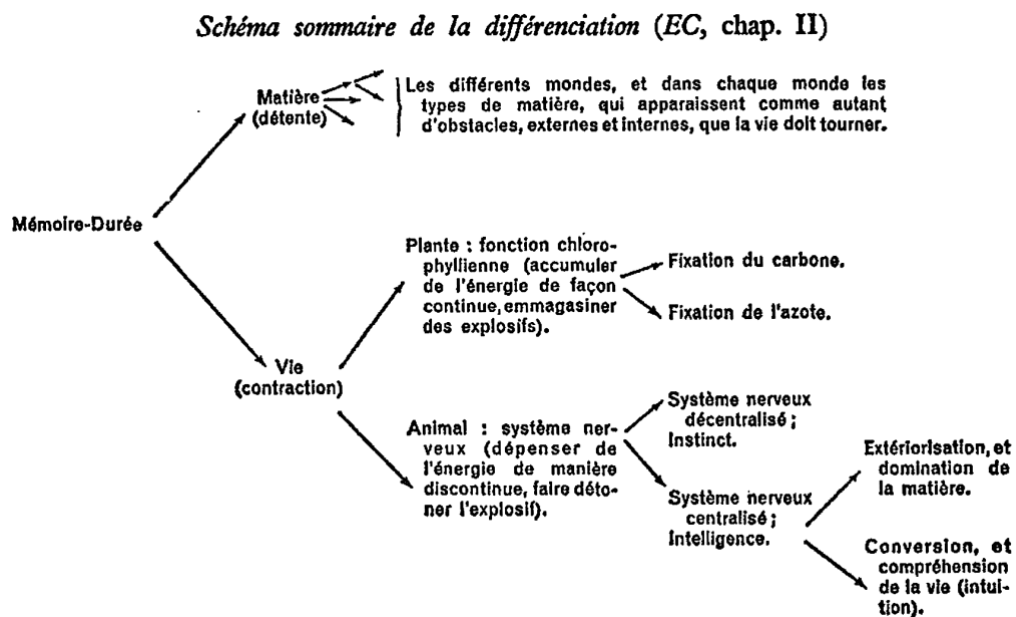 Schéma sommaire de la différenciation (EC, chap. II)
Matière
(détente)
Les différents mondes, et dans chaque monde les
types de matière, qui apparaissent comme autant
d'obstacles, externes et internes, que la vie doit tourner.
Mémoire-Durée
Plante : fonction chloro-
phyllienne (accumuler
de l'énergie de façon
continue, emmagasiner
des explosifs).
Fixation du carbone.
Fixation de l'azote.
Vie
(contraction)
Animal : système ner-
veux (dépenser de
l'énergie de manière
discontinue, faire déto-
ner l'explosif).
Système nerveux
décentralisé ;
Instinct.
Système nerveux
centralisé ;
Intelligence.
Extériorisation, et
domination de
la matière.
Conversion, et
compréhension
de la vie (intui-
tion).